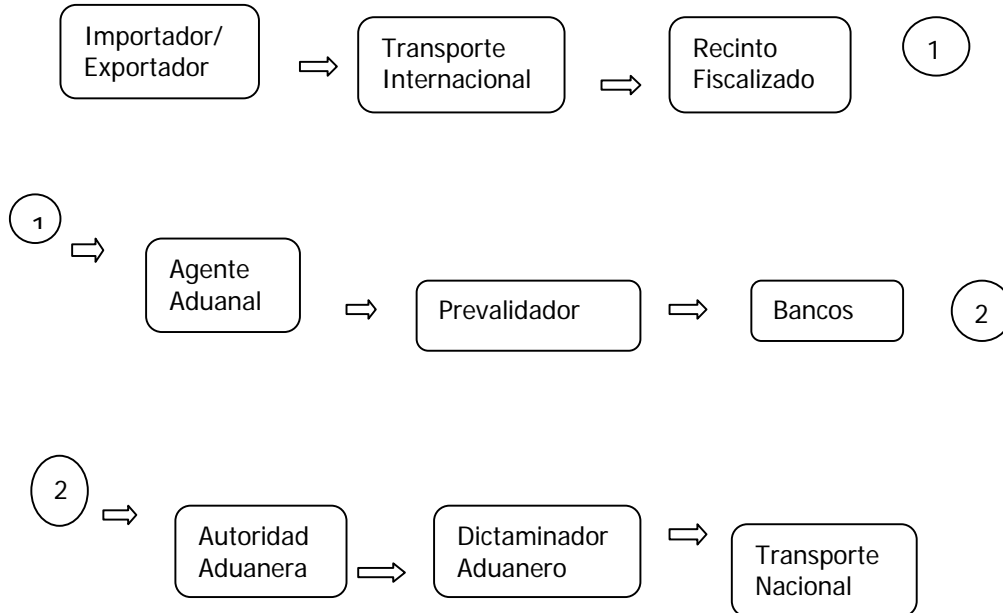 Importador/
Exportador
Transporte
Internacional
Recinto
Fiscalizado
1
1
Agente
Aduanal
Prevalidador
Bancos
2
2
Autoridad
Aduanera
Dictaminador
Aduanero
Transporte
Nacional